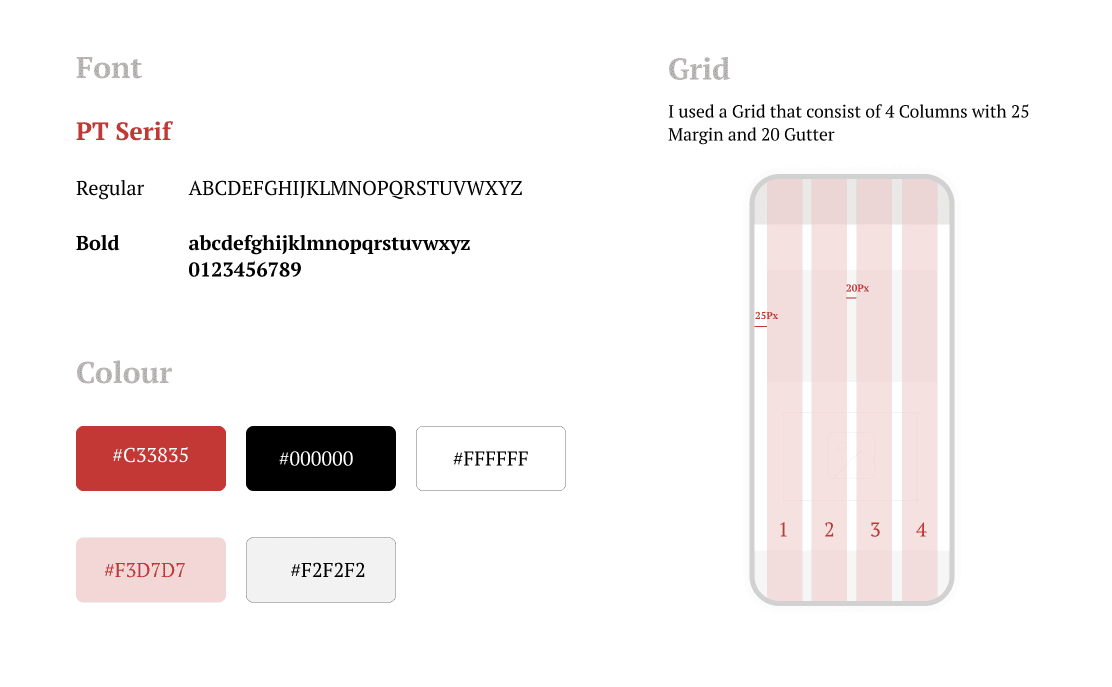 Font
PT Serif
Regular ABCDEFGHIJKLMNOPQRSTUVWXYZ
Bold abcdefghijklmnopqrstuvwxyz
0123456789
Colour
#C33835 #000000 #FFFFFF
#F3D7D7 #F2F2F2
Grid
I used a Grid that consist of 4 Columns with 25
Margin and 20 Gutter
20Px
25Px
1 2 3 4